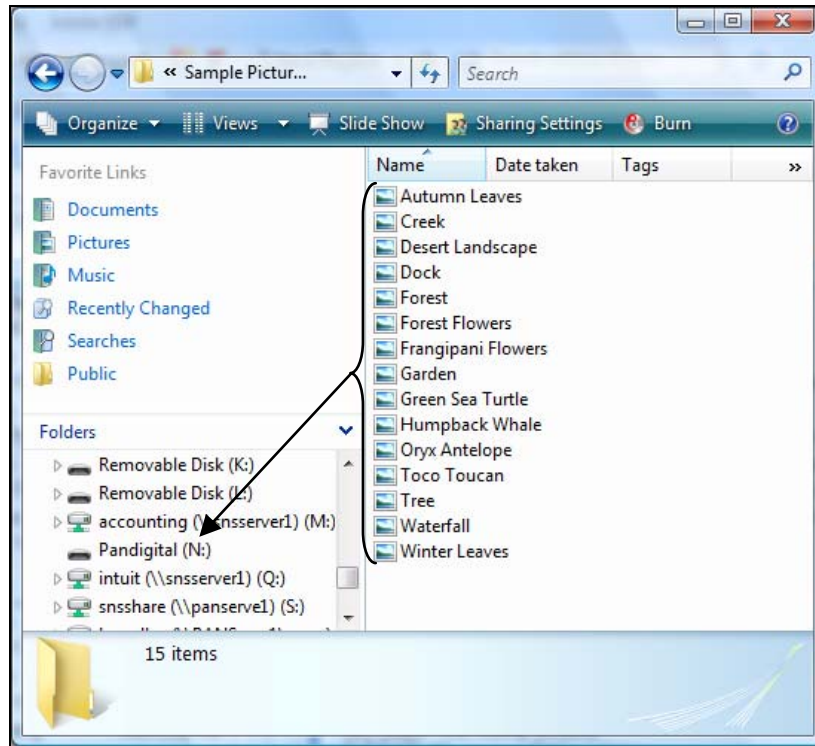 « Sample Pictur...
Search
Organize Views Slide Show Sharing Settings Burn ?
Favorite Links
Documents
Pictures
Music
Recently Changed
Searches
Public
Folders
Removable Disk (K:)
Removable Disk (L:)
accounting (\\snsserver1) (M:)
Pandigital (N:)
intuit (\\snsserver1) (Q:)
snsshare (\\panserve1) (S:)
Name Date taken Tags »
Autumn Leaves
Creek
Desert Landscape
Dock
Forest
Forest Flowers
Frangipani Flowers
Garden
Green Sea Turtle
Humpback Whale
Oryx Antelope
Toco Toucan
Tree
Waterfall
Winter Leaves
15 items